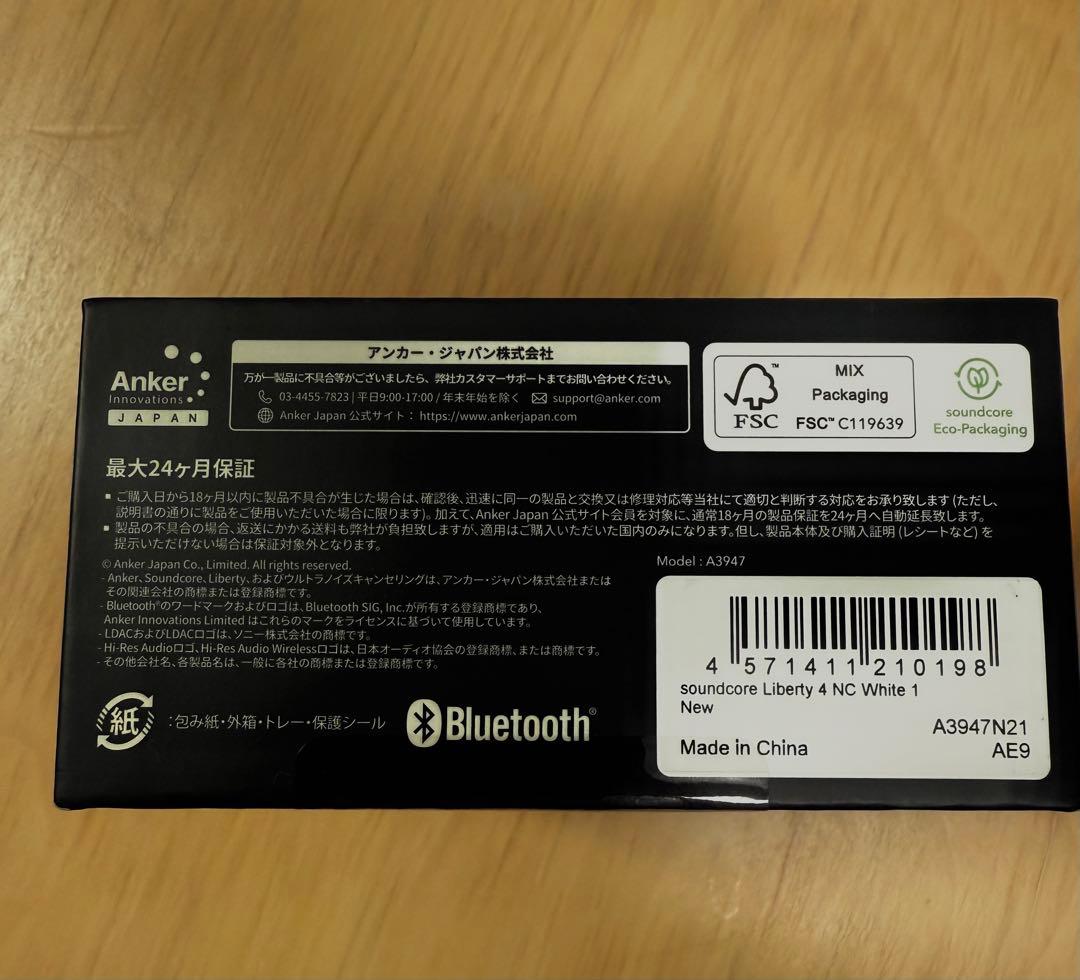 Anker
Innovations
JAPAN
アンカー・ジャパン株式会社
万が一製品に不具合等がございましたら、弊社カスタマーサポートまでお問い合わせください。
03-4455-7823 | 平日9:00-17:00 / 年末年始を除く support@anker.com
Anker Japan 公式サイト: https://www.ankerjapan.com
FSC
MIX
Packaging
FSC™ C119639
soundcore
Eco-Packaging
最大24ヶ月保証
▪ ご購入日から18ヶ月以内に製品不具合が生じた場合は、確認後、迅速に同一の製品と交換又は修理対応等当社にて適切と判断する対応をお承り致します (ただし、
説明書の通りに製品をご使用いただいた場合に限ります)。加えて、Anker Japan 公式サイト会員を対象に、通常18ヶ月の製品保証を24ヶ月へ自動延長致します。
▪ 製品の不具合の場合、返送にかかる送料も弊社が負担致しますが、適用はご購入いただいた国内のみになります。但し、製品本体及び購入証明 (レシートなど) を
提示いただけない場合は保証対象外となります。
© Anker Japan Co., Limited. All rights reserved.
- Anker、Soundcore、Liberty、およびウルトラノイズキャンセリングは、アンカー・ジャパン株式会社または
その関連会社の商標または登録商標です。
- Bluetooth®のワードマークおよびロゴは、Bluetooth SIG, Inc.が所有する登録商標であり、
Anker Innovations Limited はこれらのマークをライセンスに基づいて使用しています。
- LDACおよびLDACロゴは、ソニー株式会社の商標です。
- Hi-Res Audioロゴ、Hi-Res Audio Wirelessロゴは、日本オーディオ協会の登録商標、または商標です。
- その他会社名、各製品名は、一般に各社の商標または登録商標です。
紙 :包み紙・外箱・トレー・保護シール
Bluetooth®
Model : A3947
4 571411 210198
soundcore Liberty 4 NC White 1
New
A3947N21
Made in China
AE9